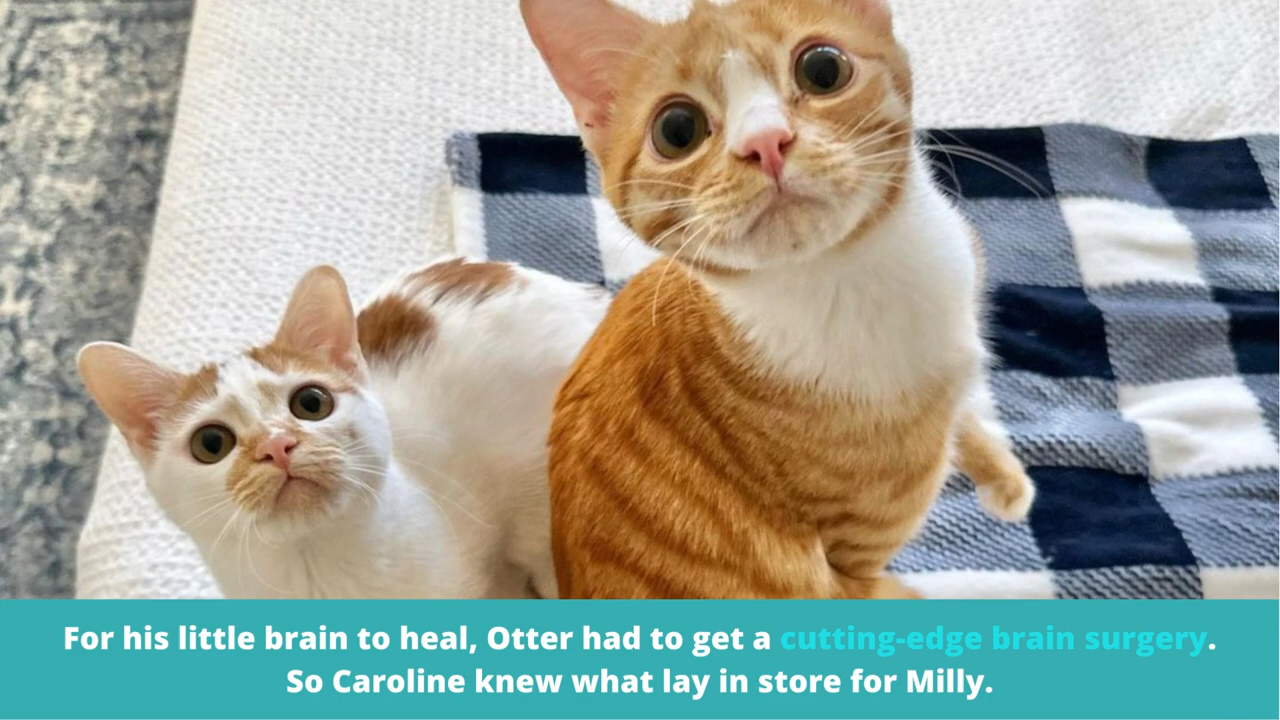 For his little brain to heal, Otter had to get a cutting-edge brain surgery.
So Caroline knew what lay in store for Milly.